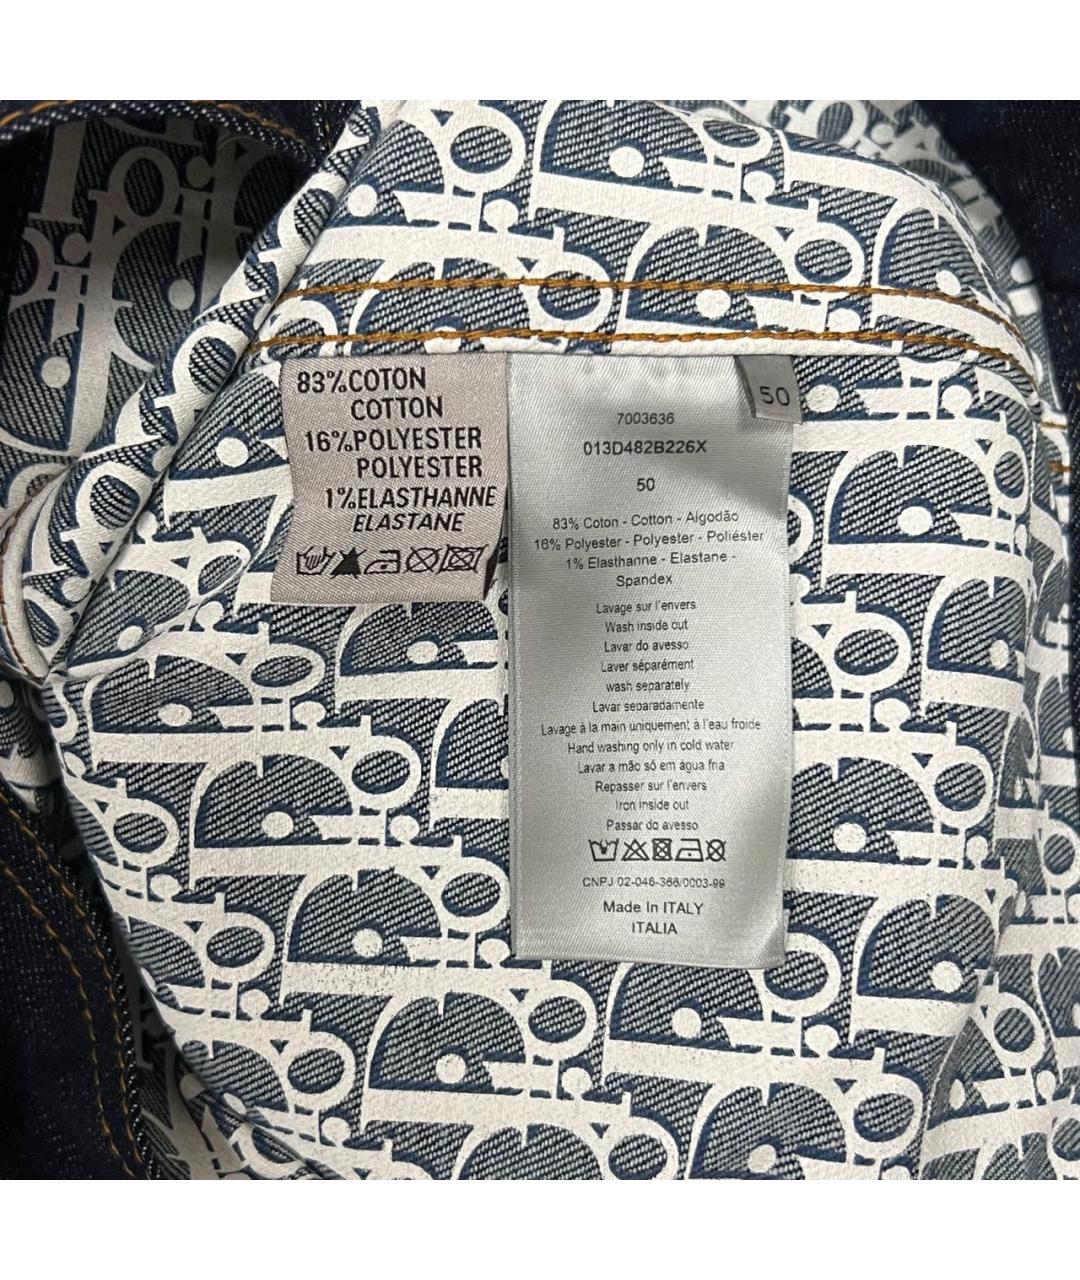 83%COTON
COTTON
16%POLYESTER
POLYESTER
1%ELASTHANNE
ELASTANE
50
7003636
013D482B226X
50
83% Coton - Cotton - Algodão
16% Polyester - Polyester - Poliéster
1% Elasthanne - Elastane -
Spandex
Lavage sur l'envers
Wash inside out
Lavar do avesso
Laver séparément
wash separately
Lavar separadamente
Lavage à la main uniquement à l'eau froide
Hand washing only in cold water
Lavar a mão só em água fria
Repasser sur l'envers
Iron inside out
Passar do avesso
CNPJ 02-046-366/0003-99
Made In ITALY
ITALIA
Dior